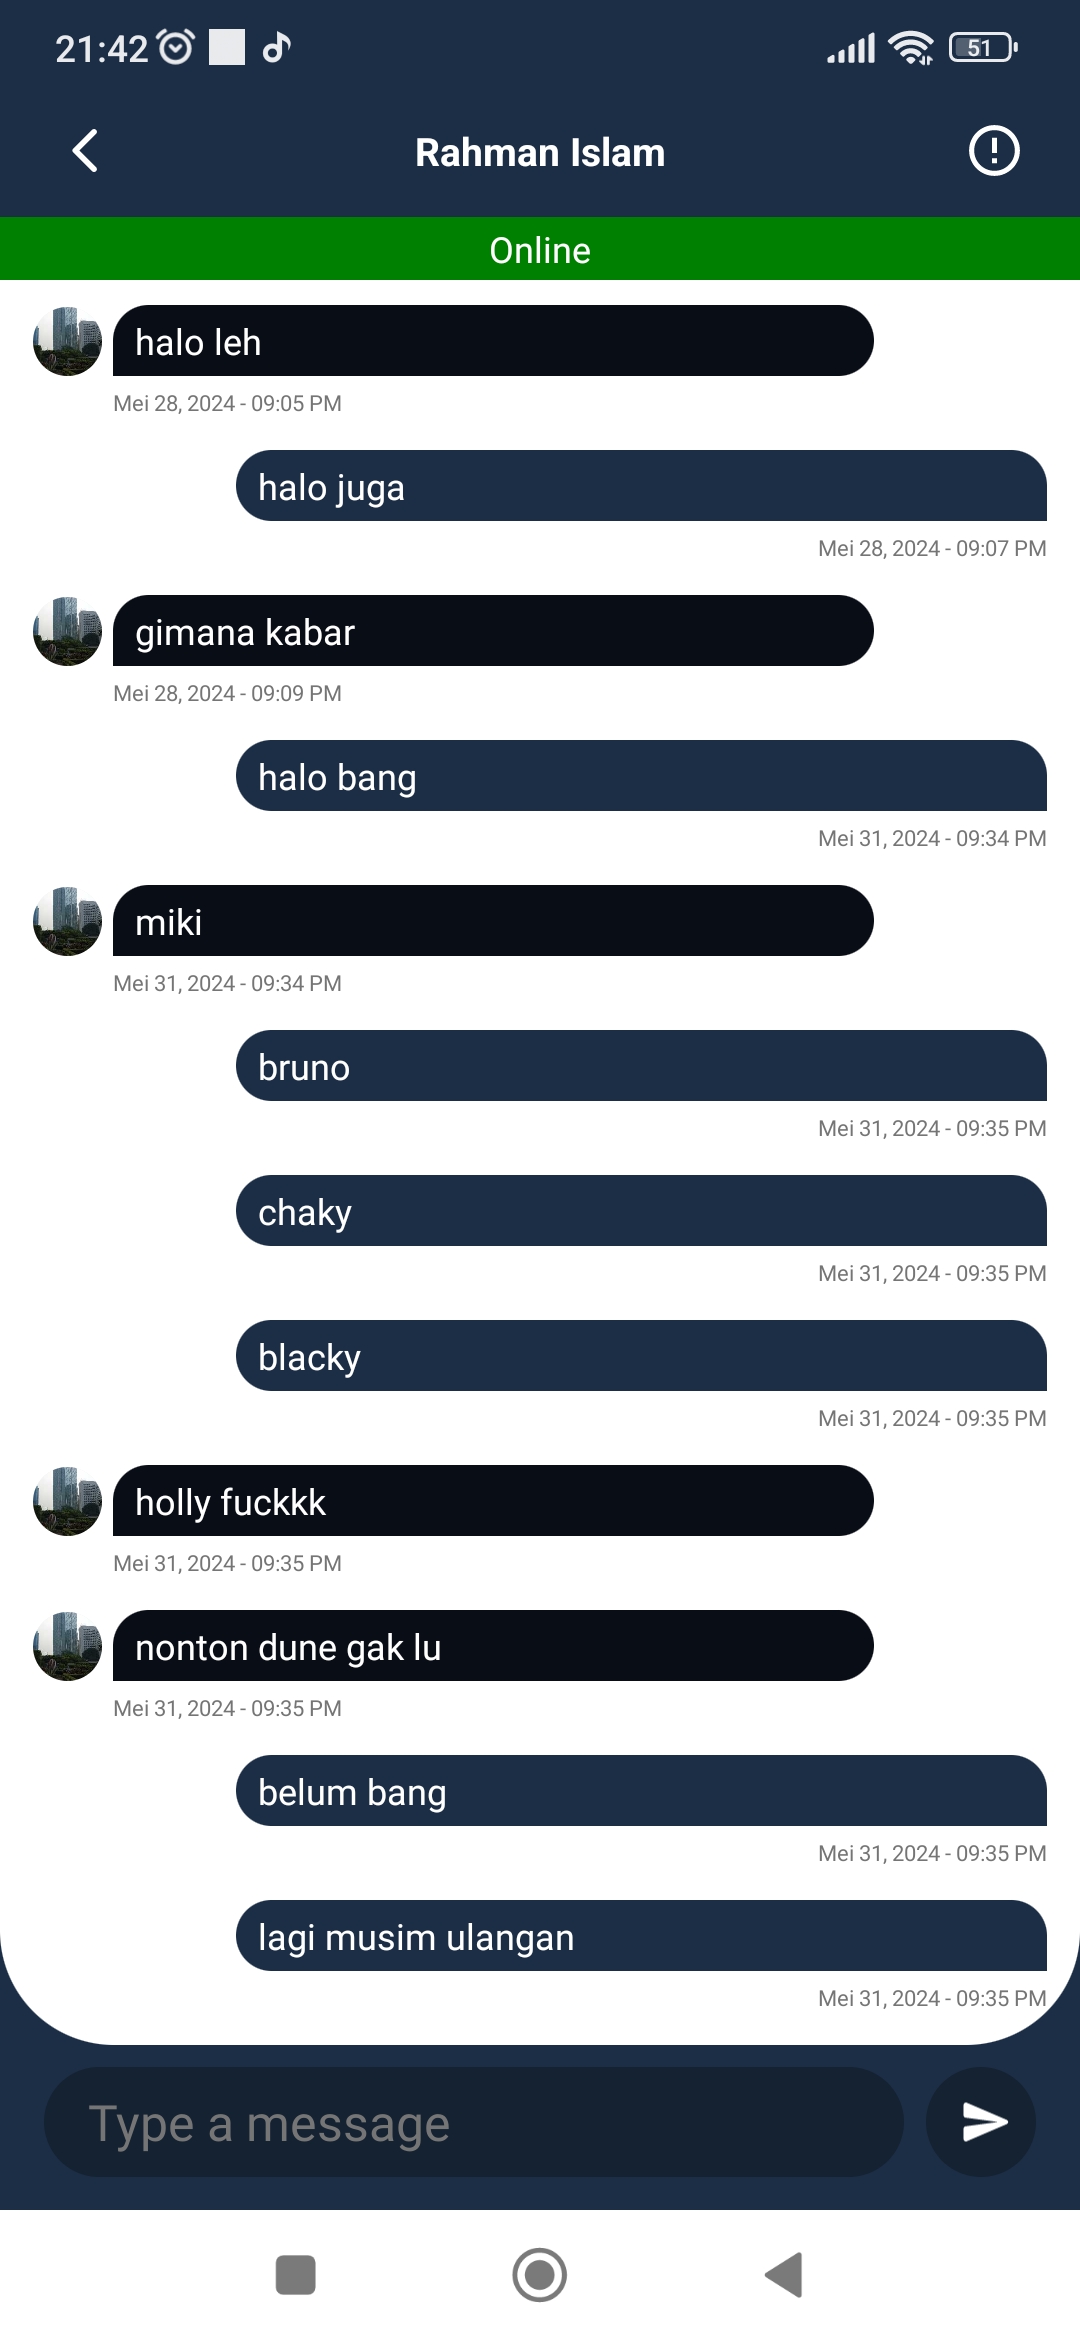 21:42
51
Rahman Islam
Online
halo leh
Mei 28, 2024 - 09:05 PM
halo juga
Mei 28, 2024 - 09:07 PM
gimana kabar
Mei 28, 2024 - 09:09 PM
halo bang
Mei 31, 2024 - 09:34 PM
miki
Mei 31, 2024 - 09:34 PM
bruno
Mei 31, 2024 - 09:35 PM
chaky
Mei 31, 2024 - 09:35 PM
blacky
Mei 31, 2024 - 09:35 PM
holly fuckkk
Mei 31, 2024 - 09:35 PM
nonton dune gak lu
Mei 31, 2024 - 09:35 PM
belum bang
Mei 31, 2024 - 09:35 PM
lagi musim ulangan
Mei 31, 2024 - 09:35 PM
Type a message